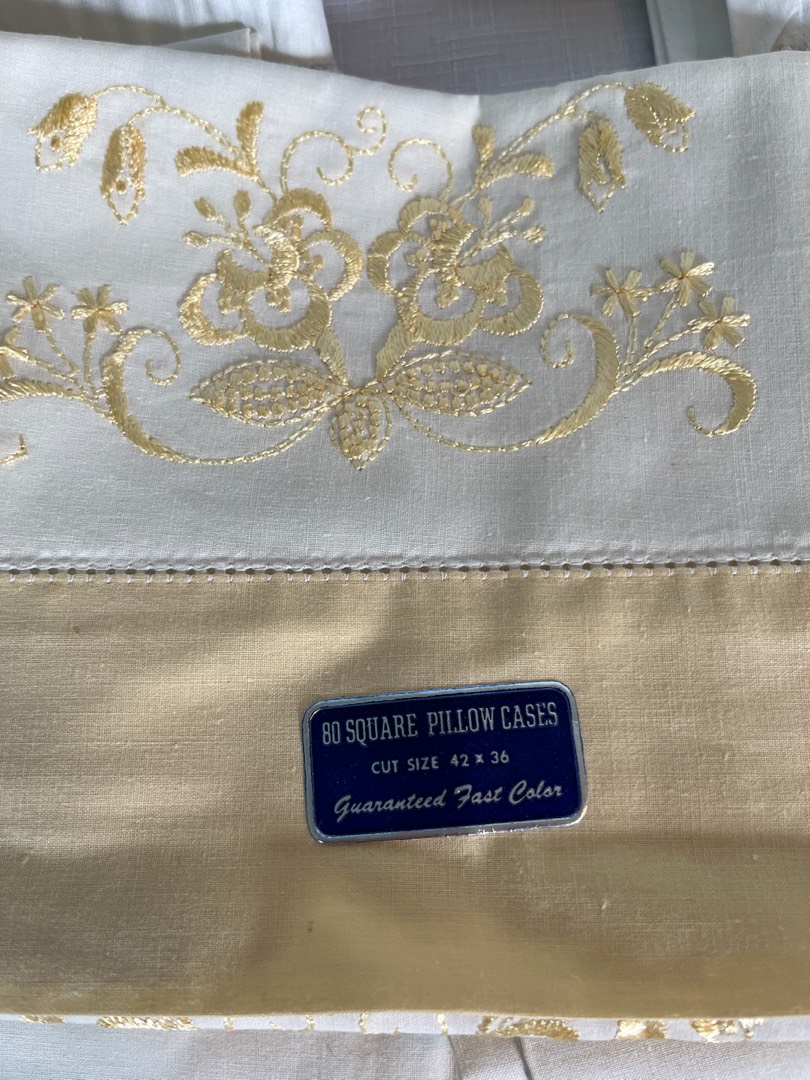 80 SQUARE PILLOW CASES
CUT SIZE 42 x 36
Guaranteed Fast Color